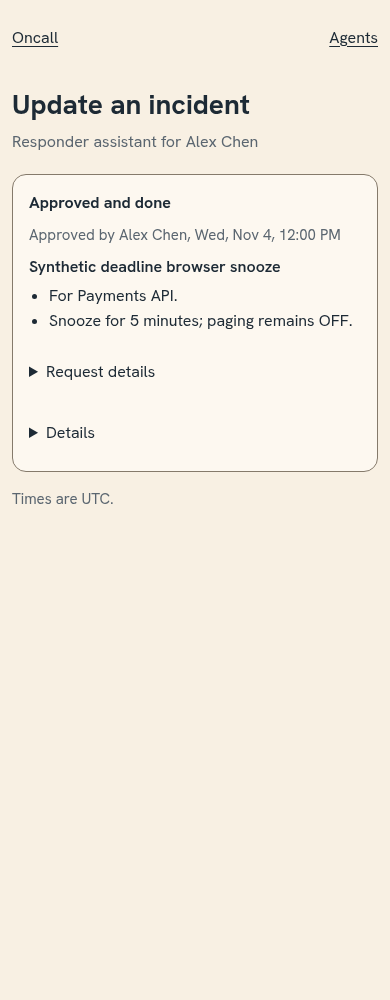 Oncall
Agents
Update an incident
Responder assistant for Alex Chen
Approved and done
Approved by Alex Chen, Wed, Nov 4, 12:00 PM
Synthetic deadline browser snooze
For Payments API.
Snooze for 5 minutes; paging remains OFF.
Request details
Details
Times are UTC.